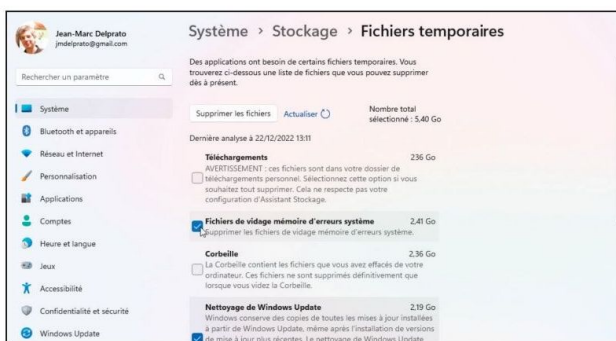 Jean-Marc Delprato
jmdelprato@gmail.com
Rechercher un paramètre
Système
Bluetooth et appareils
Réseau et Internet
Personnalisation
Applications
Comptes
Heure et langue
Jeux
Accessibilité
Confidentialité et sécurité
Windows Update
Système > Stockage > Fichiers temporaires
Des applications ont besoin de certains fichiers temporaires. Vous
trouverez ci-dessous une liste de fichiers que vous pouvez supprimer
dès à présent.
Supprimer les fichiers Actualiser
Nombre total
sélectionné : 5,40 Go
Dernière analyse à 22/12/2022 13:11
Téléchargements 236 Go
AVERTISSEMENT : ces fichiers sont dans votre dossier de
téléchargements personnel. Sélectionnez cette option si vous
souhaitez tout supprimer. Cela ne respecte pas votre
configuration d'Assistant Stockage.
Fichiers de vidage mémoire d'erreurs système 2,41 Go
Supprimer les fichiers de vidage mémoire d'erreurs système.
Corbeille 2,36 Go
La Corbeille contient les fichiers que vous avez effacés de votre
ordinateur. Ces fichiers ne sont supprimés définitivement que
lorsque vous videz la Corbeille.
Nettoyage de Windows Update 2,19 Go
Windows conserve des copies de toutes les mises à jour installées
à partir de Windows Update, même après l'installation de versions
de mise à jour plus récentes. Le nettoyage de Windows Update